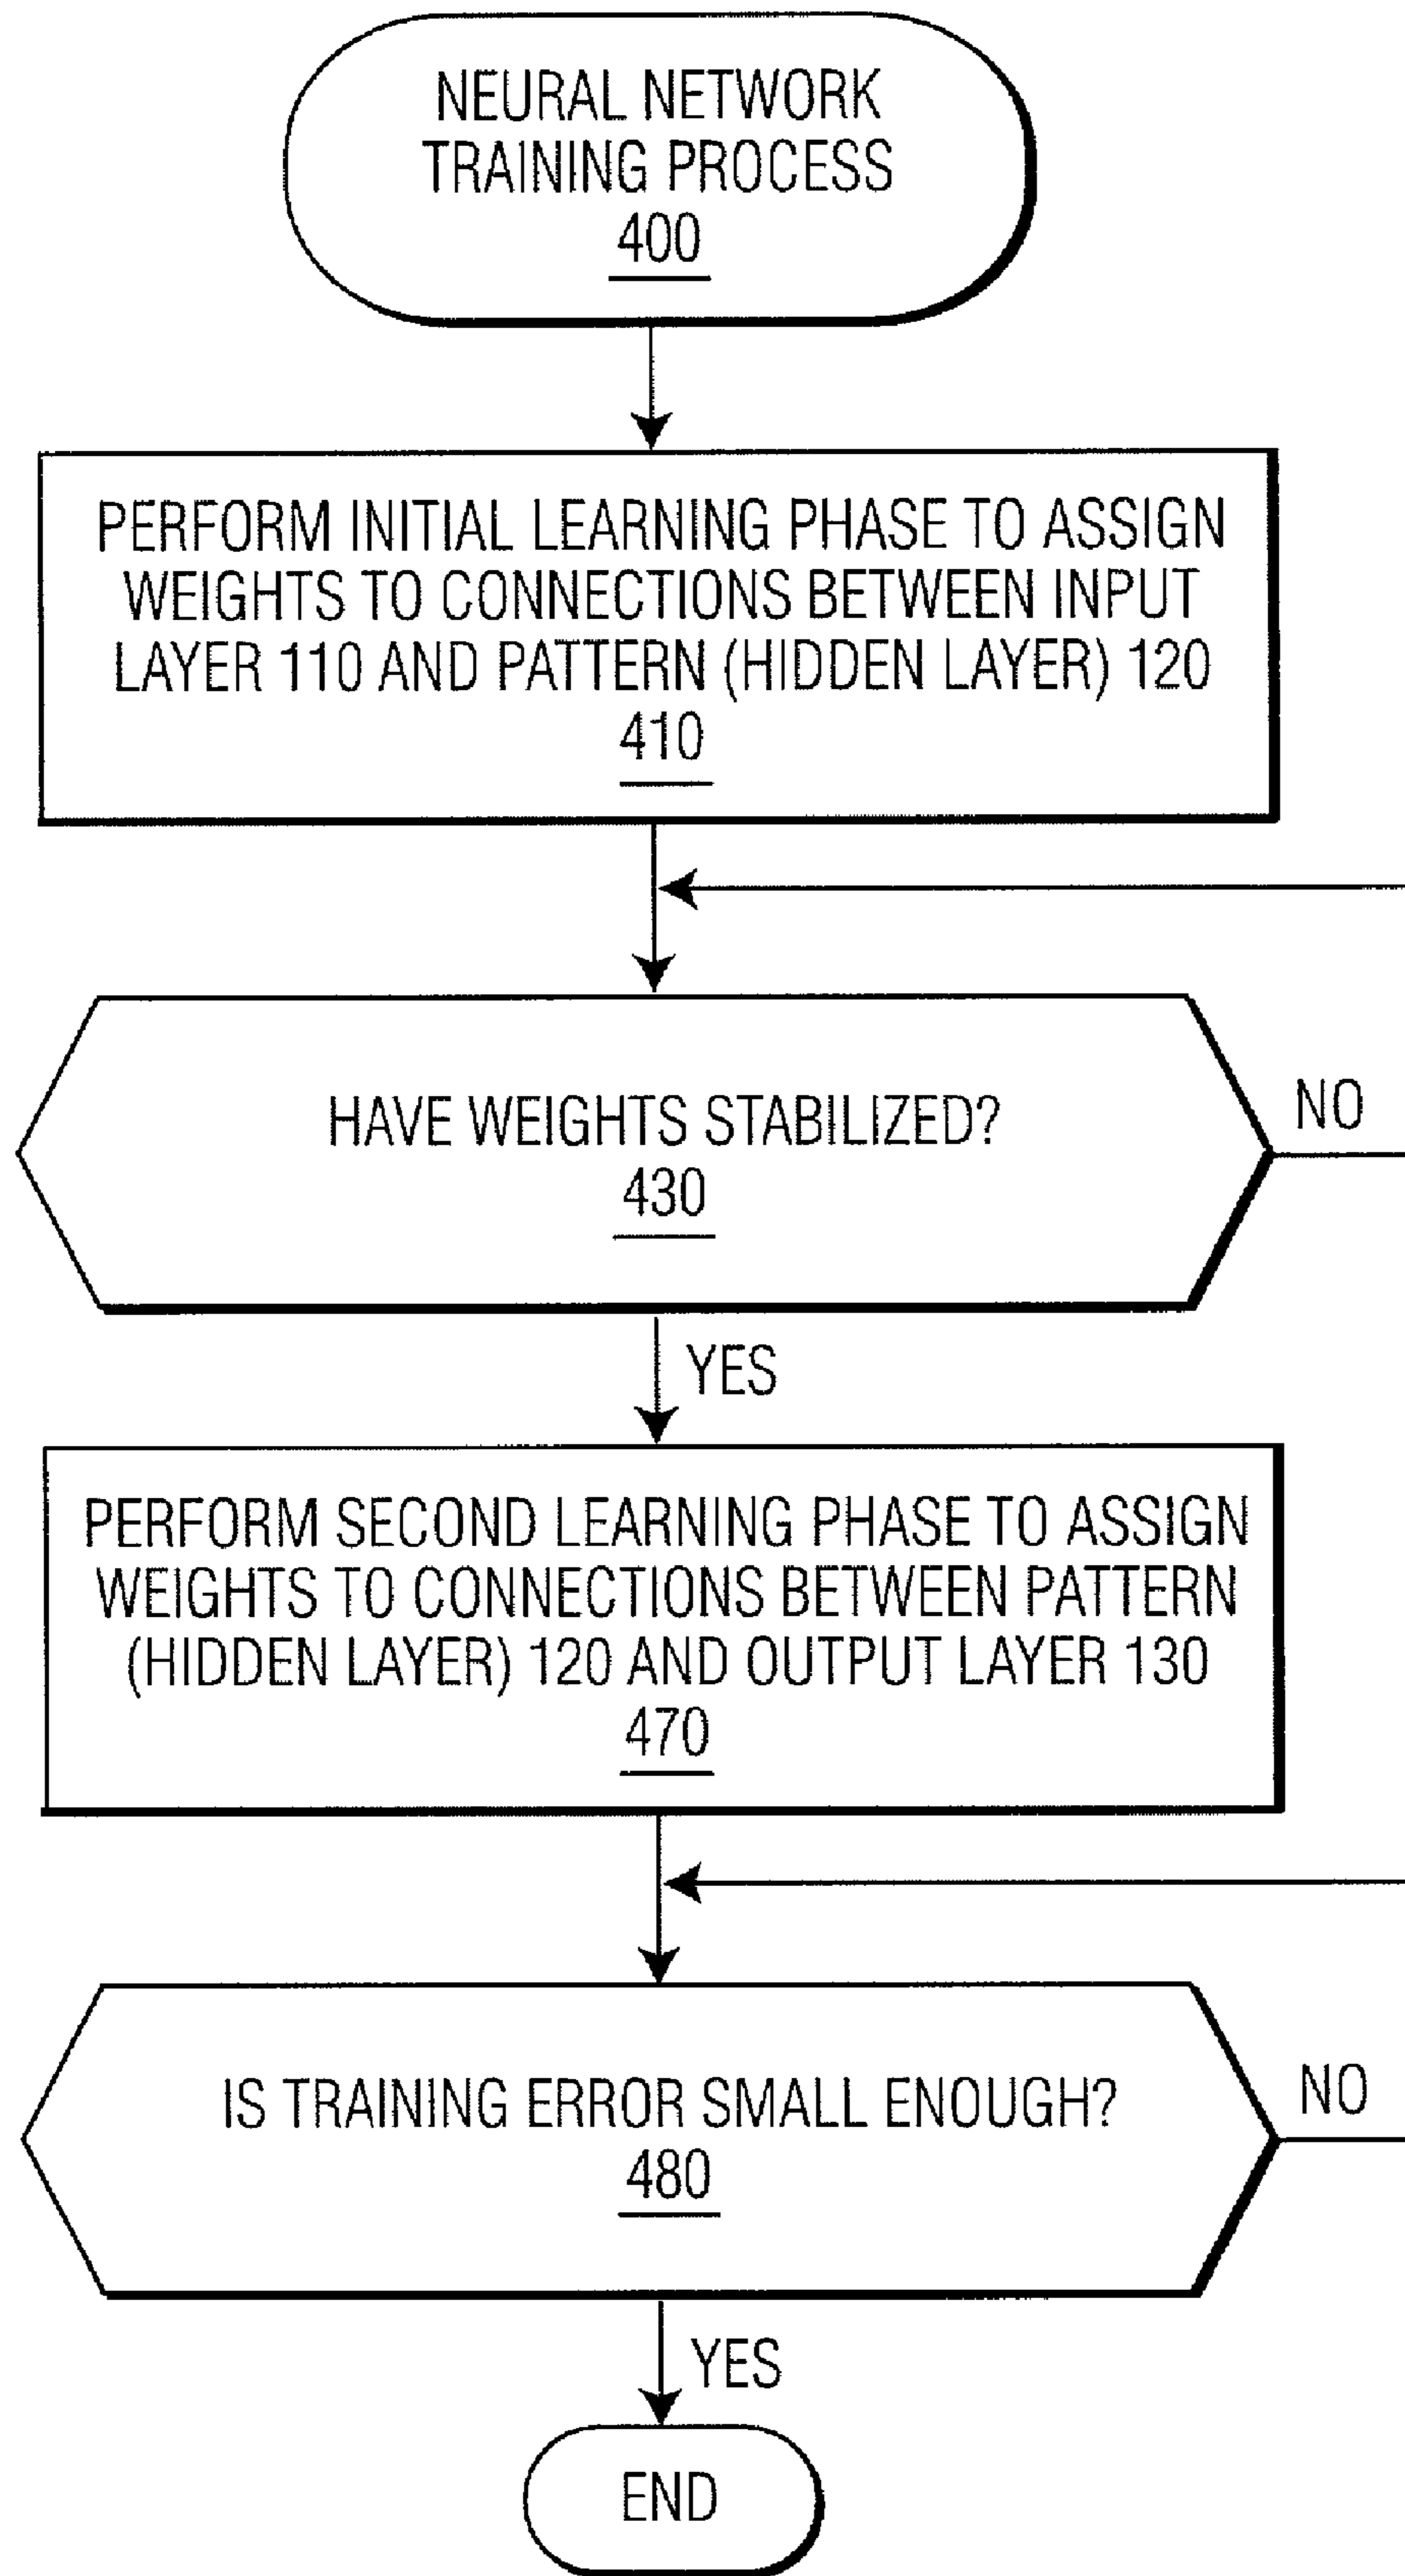 NEURAL NETWORK
TRAINING PROCESS
400
PERFORM INITIAL LEARNING PHASE TO ASSIGN
WEIGHTS TO CONNECTIONS BETWEEN INPUT
LAYER 110 AND PATTERN (HIDDEN LAYER) 120
410
HAVE WEIGHTS STABILIZED?
430
NO
YES
PERFORM SECOND LEARNING PHASE TO ASSIGN
WEIGHTS TO CONNECTIONS BETWEEN PATTERN
(HIDDEN LAYER) 120 AND OUTPUT LAYER 130
470
IS TRAINING ERROR SMALL ENOUGH?
480
NO
YES
END